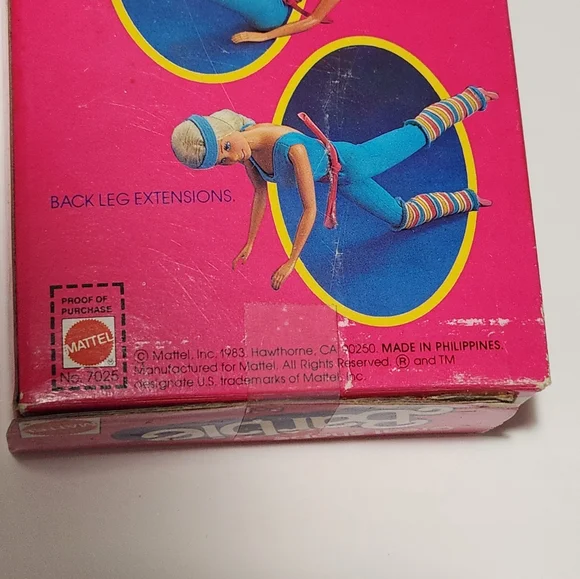 BACK LEG EXTENSIONS.
PROOF OF
PURCHASE
MATTEL
No. 7025
© Mattel, Inc. 1983. Hawthorne, CA 90250. MADE IN PHILIPPINES.
Manufactured for Mattel. All Rights Reserved. ® and TM
designate U.S. trademarks of Mattel, Inc.
MATTEL
Barbie